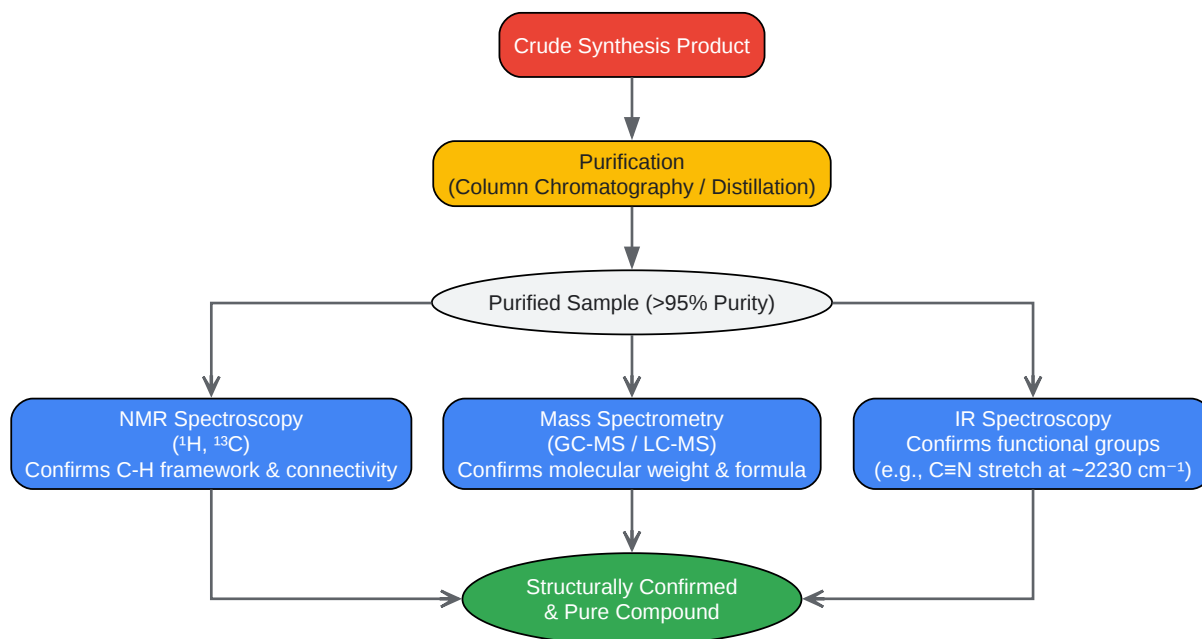 Crude Synthesis Product
Purification
(Column Chromatography / Distillation)
Purified Sample (>95% Purity)
NMR Spectroscopy
(¹H, ¹³C)
Confirms C-H framework & connectivity
Mass Spectrometry
(GC-MS / LC-MS)
Confirms molecular weight & formula
IR Spectroscopy
Confirms functional groups
(e.g., C≡N stretch at ~2230 cm⁻¹)
Structurally Confirmed
& Pure Compound